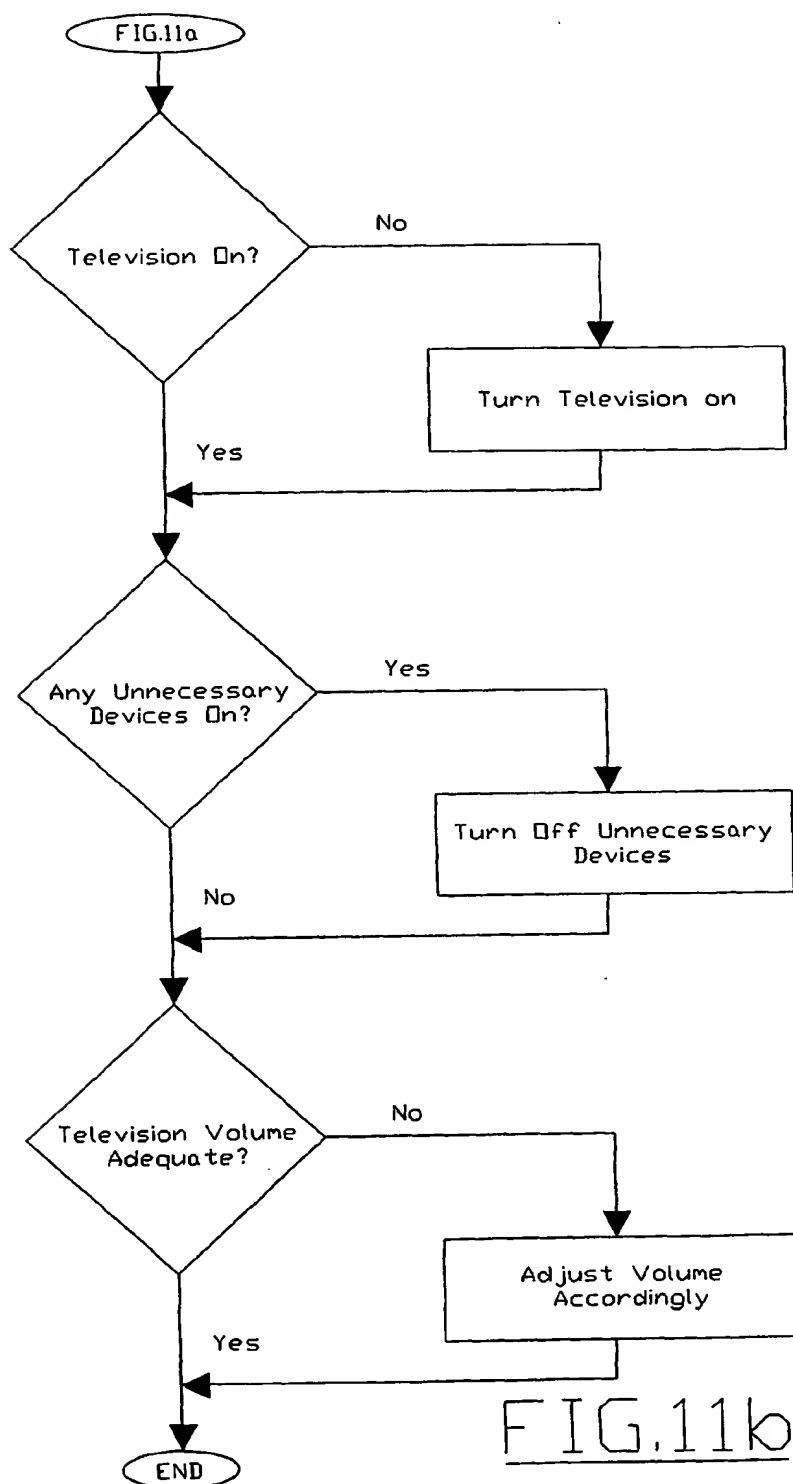 FIG.11a
Television On?
No
Turn Television on
Yes
Any Unnecessary
Devices On?
Yes
Turn Off Unnecessary
Devices
No
Television Volume
Adequate?
No
Adjust Volume
Accordingly
Yes
END
FIG.11b